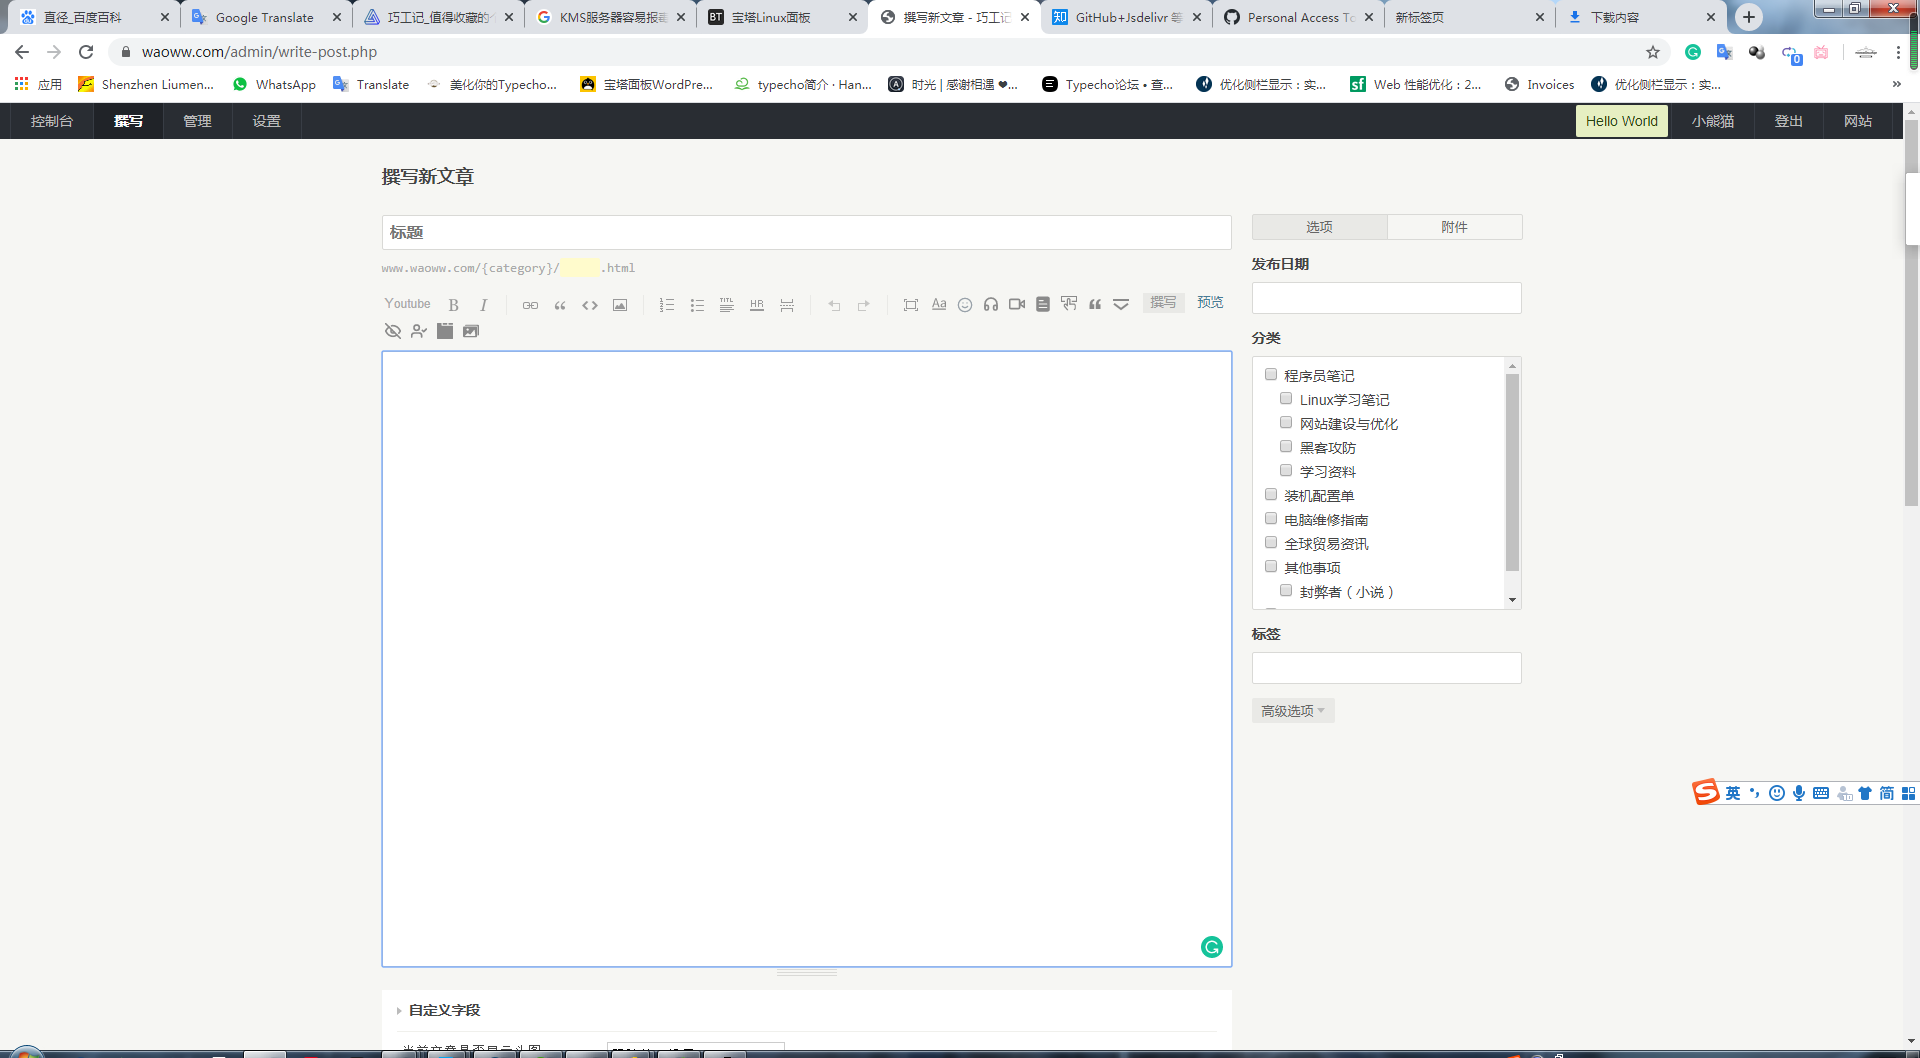 直径_百度百科
Google Translate
巧工记_值得收藏的
KMS服务器容易报
宝塔Linux面板
撰写新文章 - 巧工记
GitHub+Jsdelivr 等
Personal Access To
新标签页
下载内容
waoww.com/admin/write-post.php
应用
Shenzhen Liumen...
WhatsApp
Translate
美化你的Typecho...
宝塔面板WordPre...
typecho简介 · Han...
时光 | 感谢相遇 ❤...
Typecho论坛 • 查...
优化侧栏显示：实...
Web 性能优化：2...
Invoices
优化侧栏显示：实...
»
控制台
撰写
管理
设置
Hello World
小熊猫
登出
网站
撰写新文章
标题
www.waoww.com/{category}/ .html
Youtube
B
I
HR
Aa
撰写
预览
选项
附件
发布日期
分类
程序员笔记
Linux学习笔记
网站建设与优化
黑客攻防
学习资料
装机配置单
电脑维修指南
全球贸易资讯
其他事项
封弊者（小说）
标签
高级选项
英
简
自定义字段